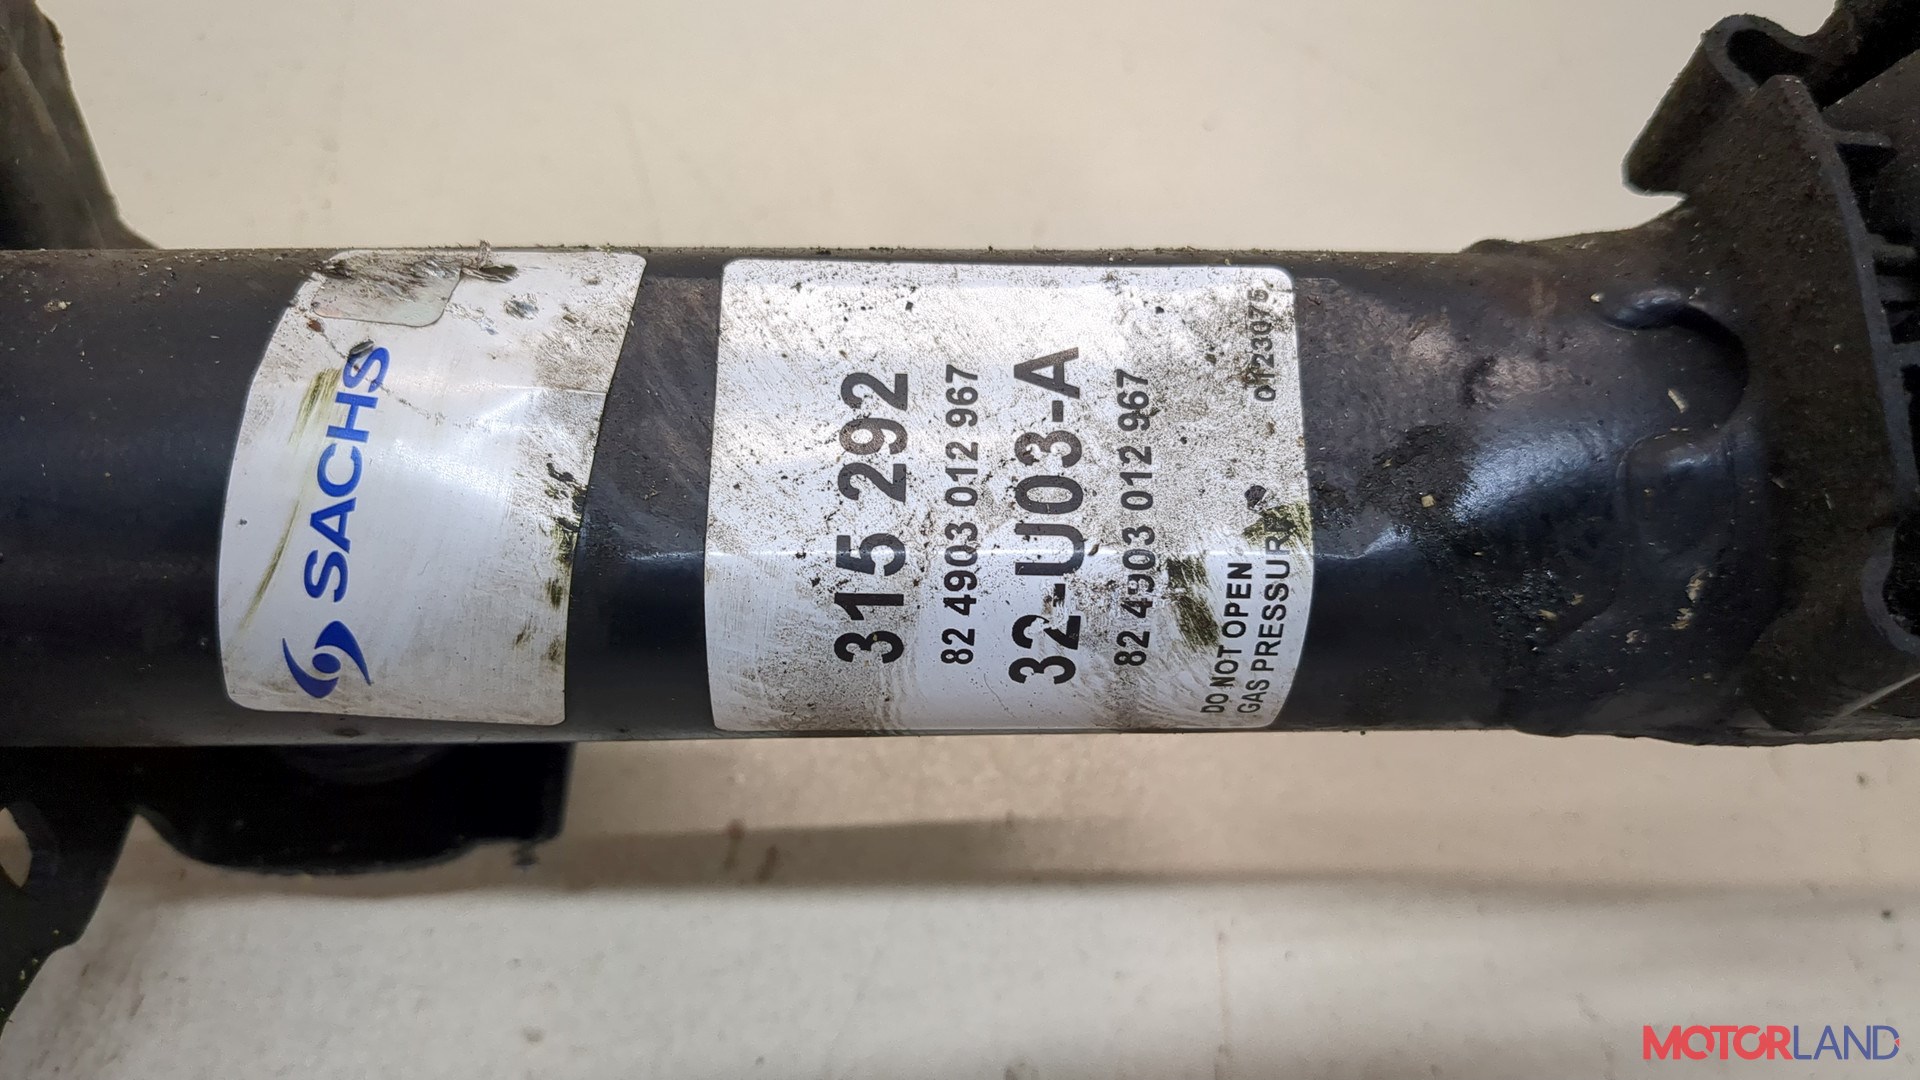 SACHS
315 292
82 4903 012 967
32-U03-A
82 4903 012 967
DO NOT OPEN
GAS PRESSURE
01230775
MOTORLAND